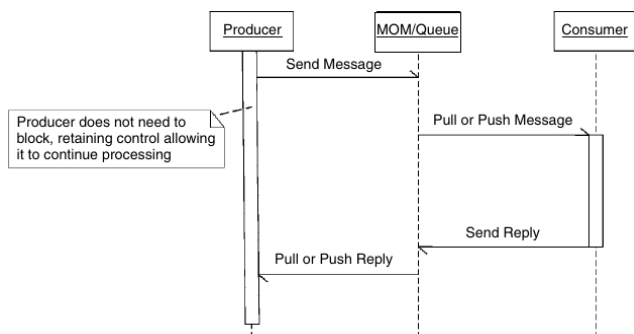 Producer
MOM/Queue
Consumer
Send Message
Producer does not need to
block, retaining control allowing
it to continue processing
Pull or Push Message
Send Reply
Pull or Push Reply